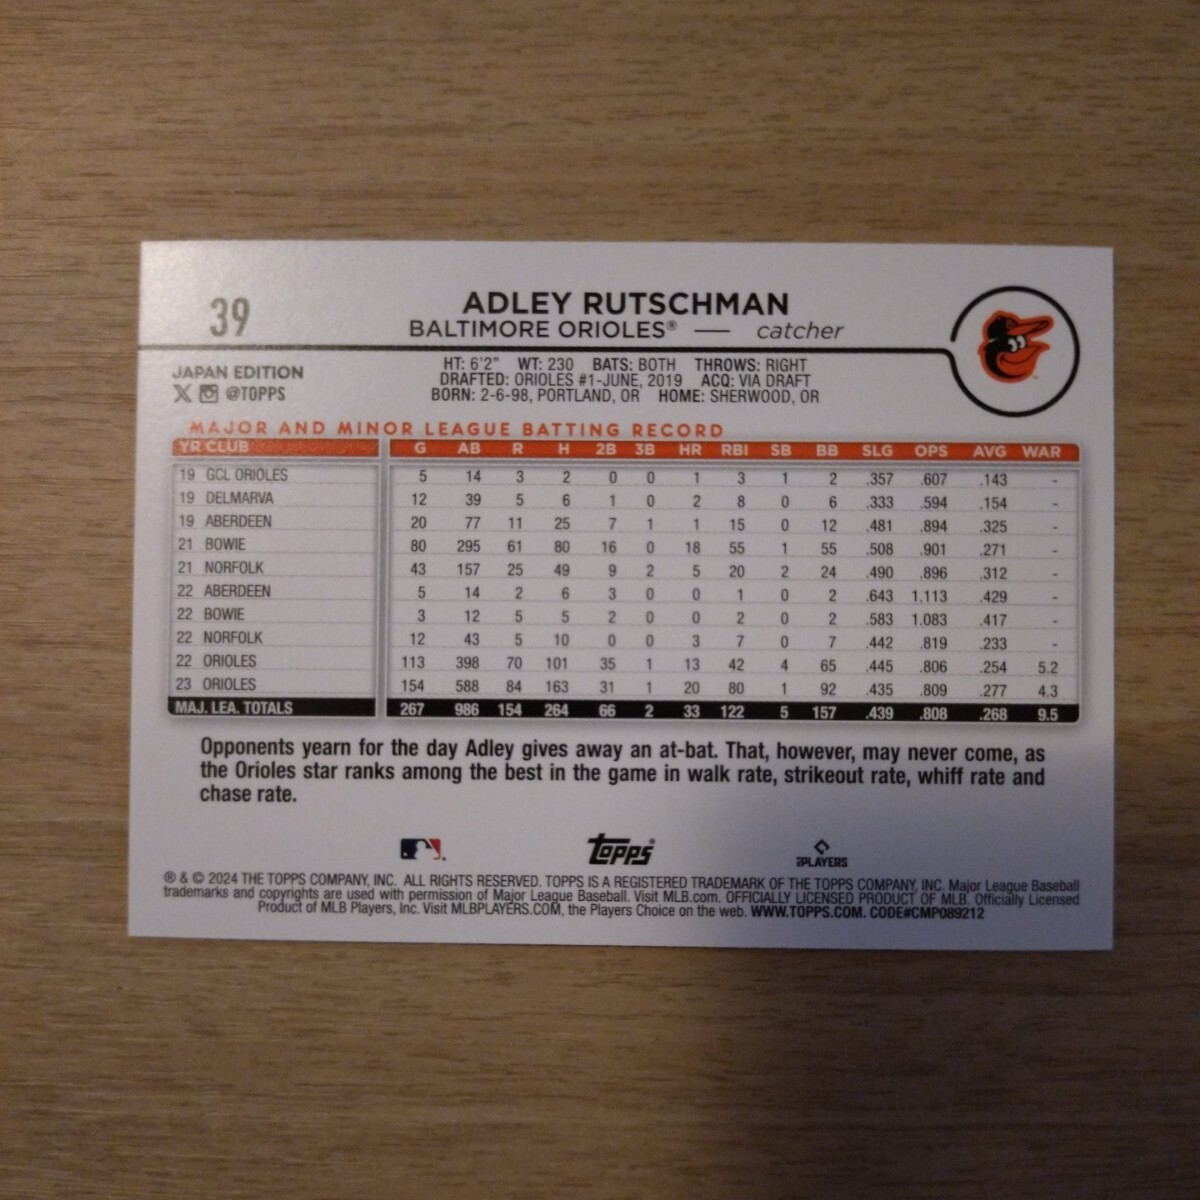 39
ADLEY RUTSCHMAN
BALTIMORE ORIOLES® — catcher
JAPAN EDITION
@TOPPS
HT: 6'2" WT: 230 BATS: BOTH THROWS: RIGHT
DRAFTED: ORIOLES #1-JUNE, 2019 ACQ: VIA DRAFT
BORN: 2-6-98, PORTLAND, OR HOME: SHERWOOD, OR
MAJOR AND MINOR LEAGUE BATTING RECORD
YR CLUB G AB R H 2B 3B HR RBI SB BB SLG OPS AVG WAR
19 GCL ORIOLES 5 14 3 2 0 0 1 3 1 2 .357 .607 .143 -
19 DELMARVA 12 39 5 6 1 0 2 8 0 6 .333 .594 .154 -
19 ABERDEEN 20 77 11 25 7 1 1 15 0 12 .481 .894 .325 -
21 BOWIE 80 295 61 80 16 0 18 55 1 55 .508 .901 .271 -
21 NORFOLK 43 157 25 49 9 2 5 20 2 24 .490 .896 .312 -
22 ABERDEEN 5 14 2 6 3 0 0 1 0 2 .643 1.113 .429 -
22 BOWIE 3 12 5 5 2 0 0 2 0 2 .583 1.083 .417 -
22 NORFOLK 12 43 5 10 0 0 3 7 0 7 .442 .819 .233 -
22 ORIOLES 113 398 70 101 35 1 13 42 4 65 .445 .806 .254 5.2
23 ORIOLES 154 588 84 163 31 1 20 80 1 92 .435 .809 .277 4.3
MAJ. LEA. TOTALS 267 986 154 264 66 2 33 122 5 157 .439 .808 .268 9.5
Opponents yearn for the day Adley gives away an at-bat. That, however, may never come, as
the Orioles star ranks among the best in the game in walk rate, strikeout rate, whiff rate and
chase rate.
topps®
PLAYERS
® & © 2024 THE TOPPS COMPANY, INC. ALL RIGHTS RESERVED. TOPPS IS A REGISTERED TRADEMARK OF THE TOPPS COMPANY, INC. Major League Baseball
trademarks and copyrights are used with permission of Major League Baseball. Visit MLB.com. OFFICIALLY LICENSED PRODUCT OF MLB. Officially Licensed
Product of MLB Players, Inc. Visit MLBPLAYERS.COM, the Players Choice on the web. WWW.TOPPS.COM. CODE#CMP089212